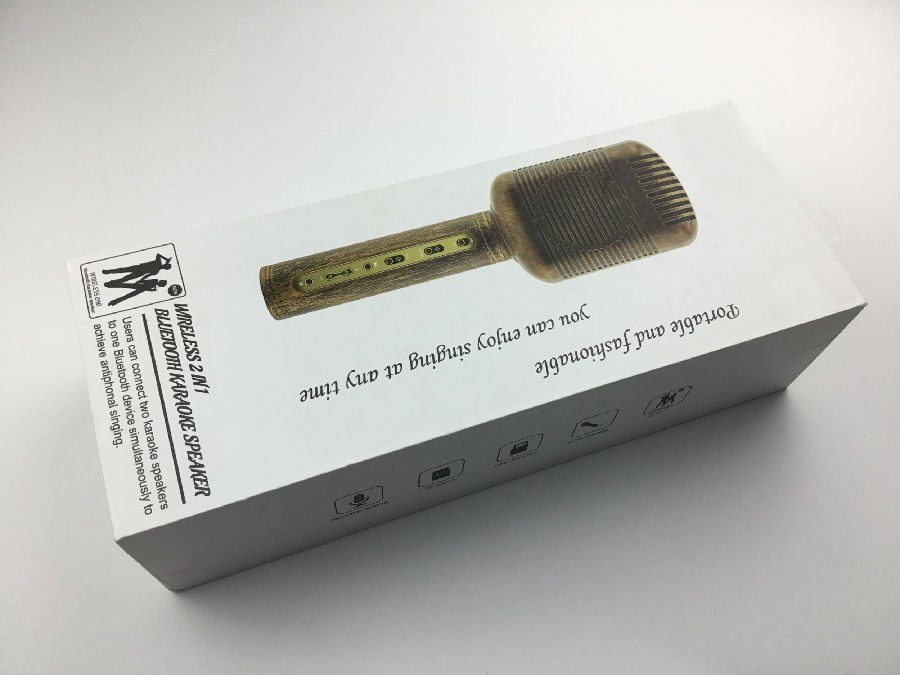 Portable and fashionable
you can enjoy singing at any time
WIRELESS 2 IN 1
BLUETOOTH KARAOKE SPEAKER
Users can connect two karaoke speakers
to one Bluetooth device simultaneously to
achieve antiphonal singing.